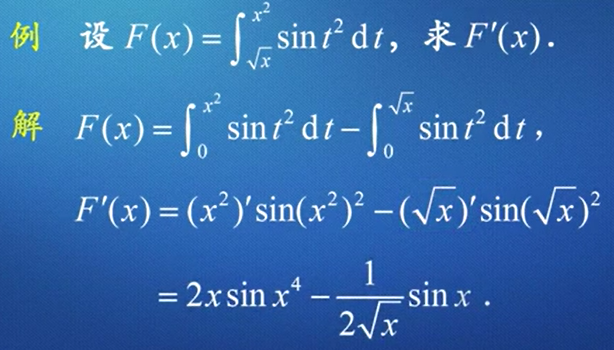 例 设 F(x) = ∫_{√x}^{x²} sin t² dt，求 F′(x)．
解 F(x) = ∫_0^{x²} sin t² dt − ∫_0^{√x} sin t² dt，
F′(x) = (x²)′ sin(x²)² − (√x)′ sin(√x)²
= 2x sin x⁴ − \frac{1}{2√x} sin x．